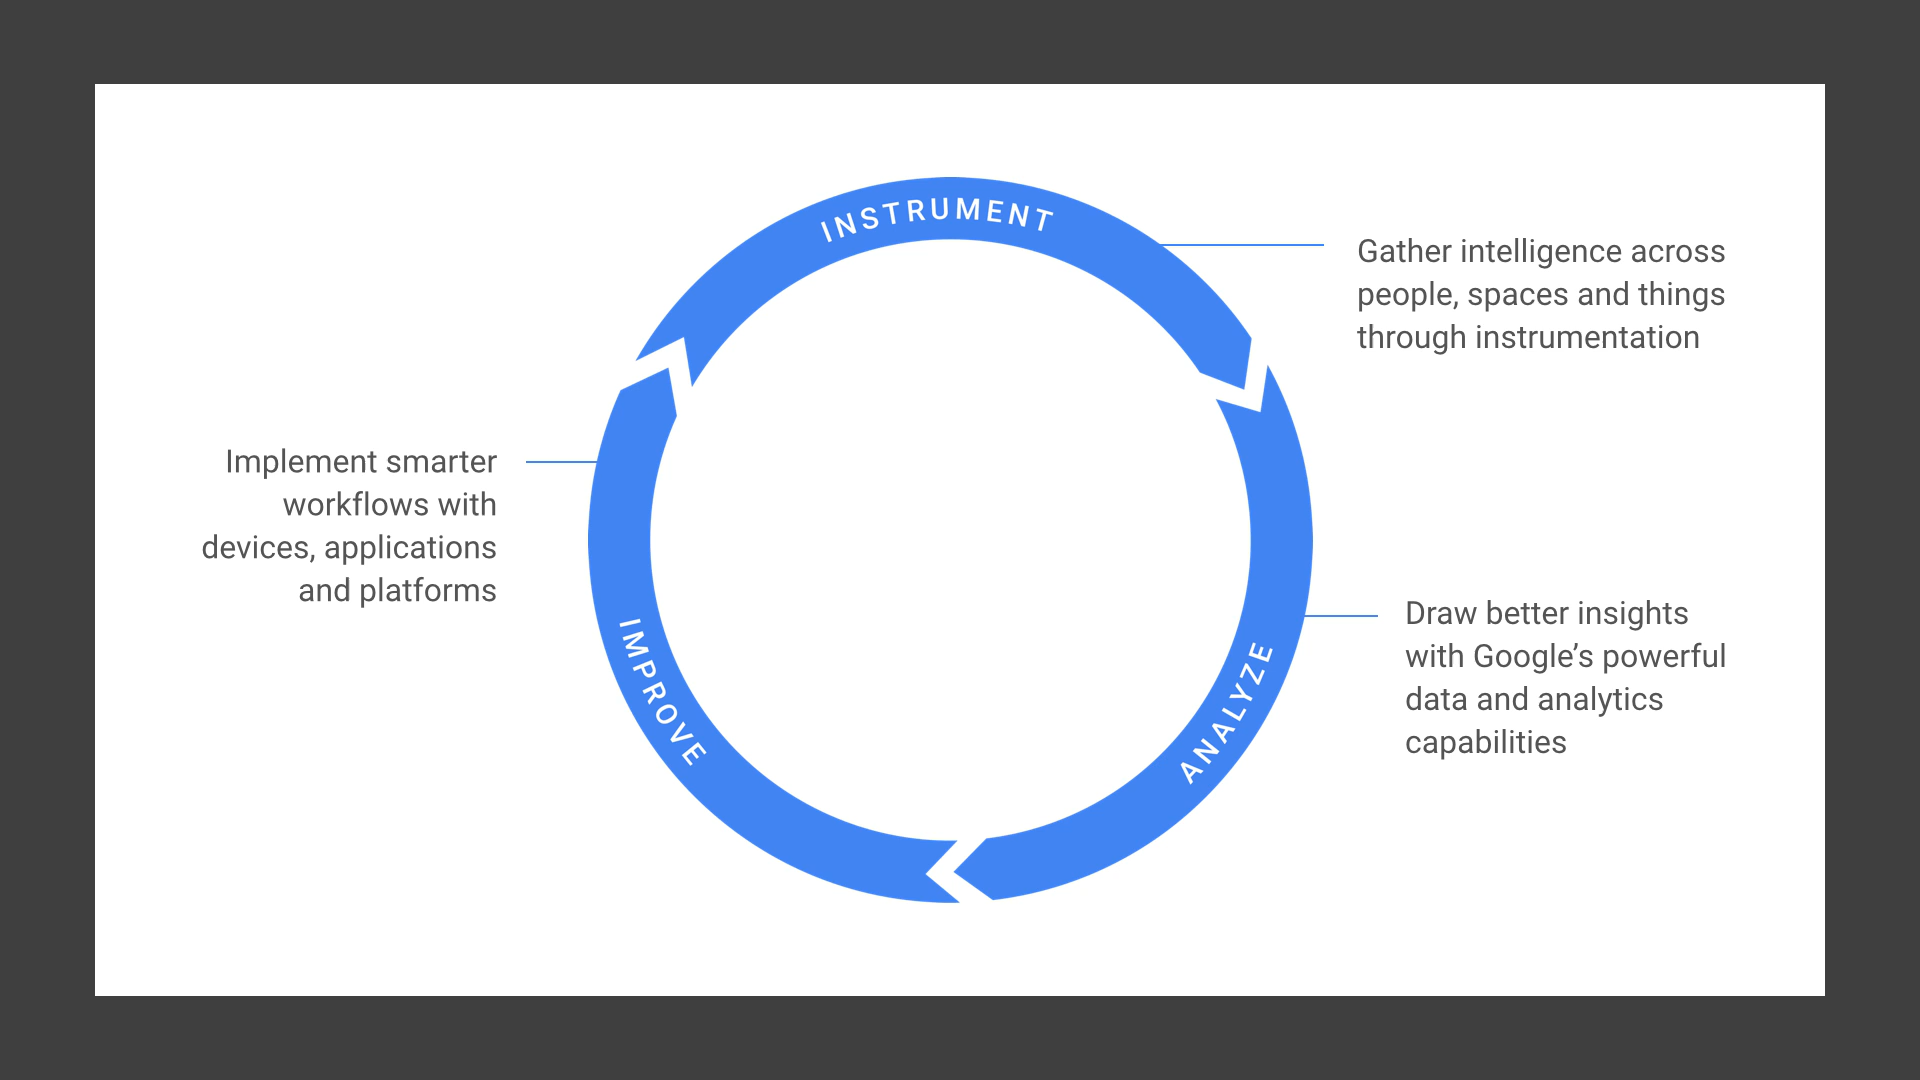 INSTRUMENT
Gather intelligence across
people, spaces and things
through instrumentation
Implement smarter
workflows with
devices, applications
and platforms
IMPROVE
ANALYZE
Draw better insights
with Google’s powerful
data and analytics
capabilities